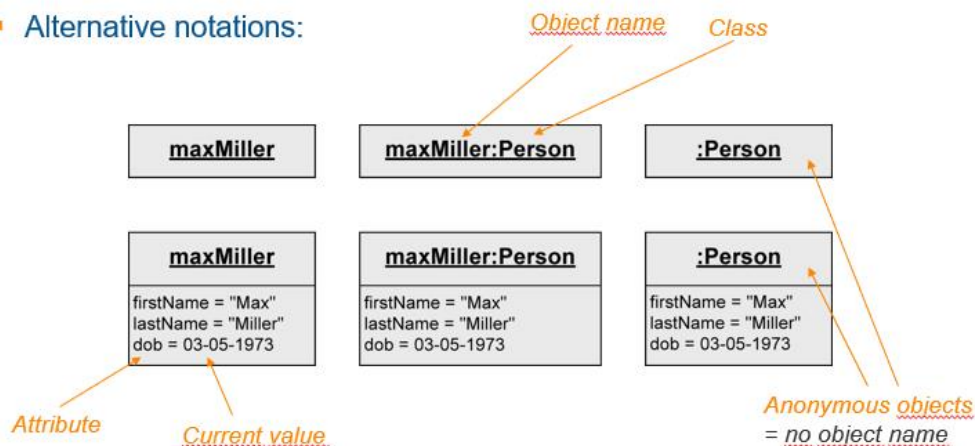 Alternative notations:
Object name
Class
maxMiller
maxMiller:Person
:Person
maxMiller
maxMiller:Person
:Person
firstName = "Max"
lastName = "Miller"
dob = 03-05-1973
firstName = "Max"
lastName = "Miller"
dob = 03-05-1973
firstName = "Max"
lastName = "Miller"
dob = 03-05-1973
Attribute
Current value
Anonymous objects
= no object name